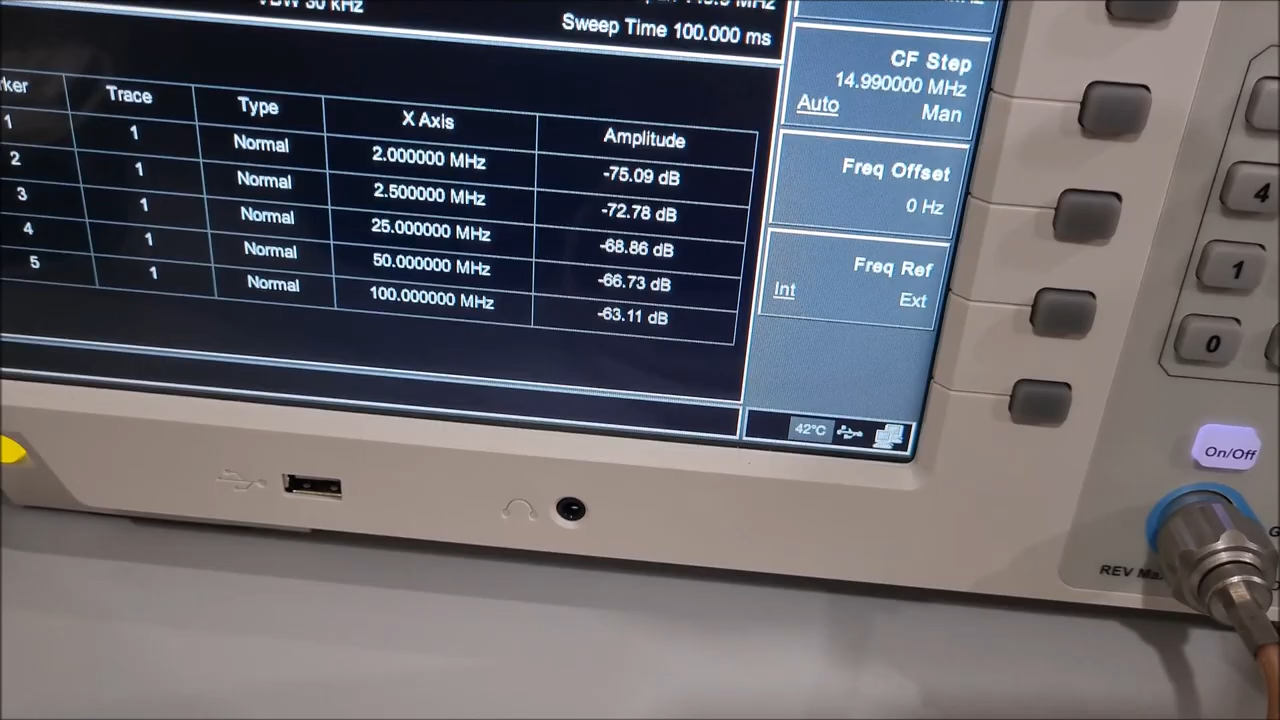 VBW 30 kHz
MHz
Sweep Time 100.000 ms
CF Step
14.990000 MHz
Auto Man
Freq Offset
0 Hz
Freq Ref
Int Ext
Trace Type X Axis Amplitude
1 1 Normal 2.000000 MHz -75.09 dB
2 1 Normal 2.500000 MHz -72.78 dB
3 1 Normal 25.000000 MHz -68.86 dB
4 1 Normal 50.000000 MHz -66.73 dB
5 1 Normal 100.000000 MHz -63.11 dB
42°C
4
1
0
On/Off
REV